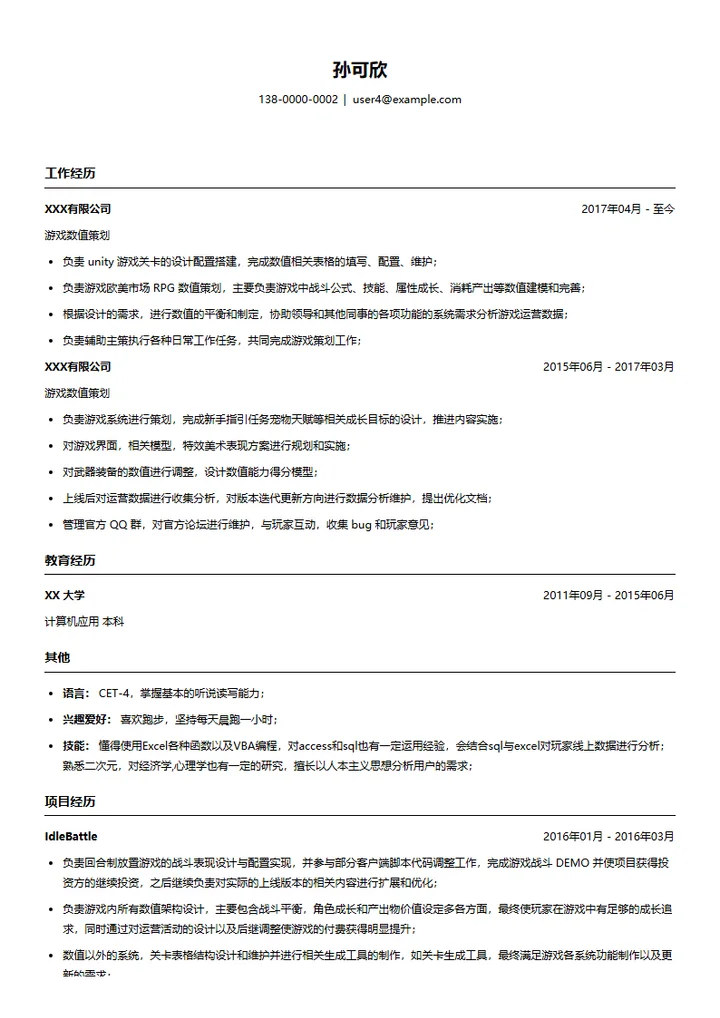 孙可欣
138-0000-0002 | user4@example.com
工作经历
XXX有限公司 2017年04月 - 至今
游戏数值策划
• 负责 unity 游戏关卡的设计配置搭建，完成数值相关表格的填写、配置、维护；
• 负责游戏欧美市场 RPG 数值策划，主要负责游戏中战斗公式、技能、属性成长、消耗产出等数值建模和完善；
• 根据设计的需求，进行数值的平衡和制定，协助领导和其他同事的各项功能的系统需求分析游戏运营数据；
• 负责辅助主策执行各种日常工作任务，共同完成游戏策划工作；
XXX有限公司 2015年06月 - 2017年03月
游戏数值策划
• 负责游戏系统进行策划，完成新手指引任务宠物天赋等相关成长目标的设计，推进内容实施；
• 对游戏界面，相关模型，特效美术表现方案进行规划和实施；
• 对武器装备的数值进行调整，设计数值能力得分模型；
• 上线后对运营数据进行收集分析，对版本迭代更新方向进行数据分析维护，提出优化文档；
• 管理官方 QQ 群，对官方论坛进行维护，与玩家互动，收集 bug 和玩家意见；
教育经历
XX 大学 2011年09月 - 2015年06月
计算机应用 本科
其他
• 语言： CET-4，掌握基本的听说读写能力；
• 兴趣爱好： 喜欢跑步，坚持每天晨跑一小时；
• 技能： 懂得使用Excel各种函数以及VBA编程，对access和sql也有一定运用经验，会结合sql与excel对玩家线上数据进行分析；
熟悉二次元，对经济学,心理学也有一定的研究，擅长以人本主义思想分析用户的需求；
项目经历
IdleBattle 2016年01月 - 2016年03月
• 负责回合制放置游戏的战斗表现设计与配置实现，并参与部分客户端脚本代码调整工作，完成游戏战斗 DEMO 并使项目获得投
资方的继续投资，之后继续负责对实际的上线版本的相关内容进行扩展和优化；
• 负责游戏内所有数值架构设计，主要包含战斗平衡，角色成长和产出物价值设定多各方面，最终使玩家在游戏中有足够的成长追
求，同时通过对运营活动的设计以及后继调整使游戏的付费获得明显提升；
• 数值以外的系统，关卡表格结构设计和维护并进行相关生成工具的制作，如关卡生成工具，最终满足游戏各系统功能制作以及更
新的需求；